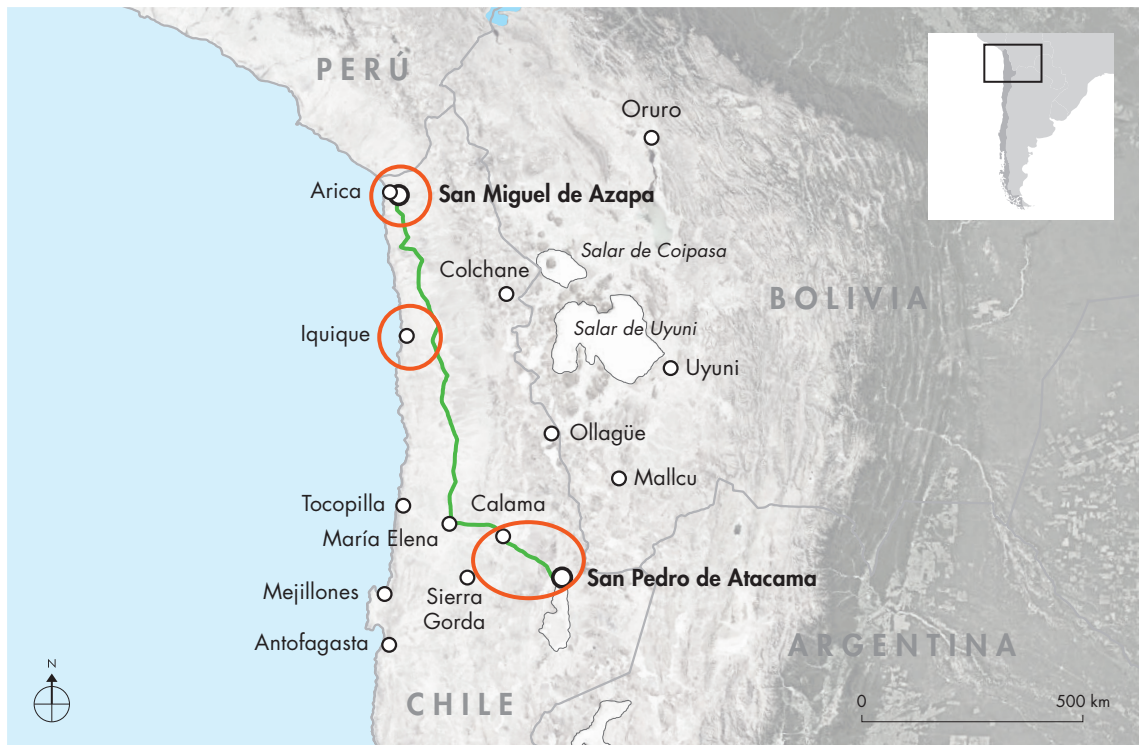 PERÚ
Oruro
Arica
San Miguel de Azapa
Salar de Coipasa
Colchane
BOLIVIA
Iquique
Salar de Uyuni
Uyuni
Ollagüe
Mallcu
Tocopilla
Calama
María Elena
San Pedro de Atacama
Mejillones
Sierra
Gorda
Antofagasta
ARGENTINA
N
CHILE
0
500 km